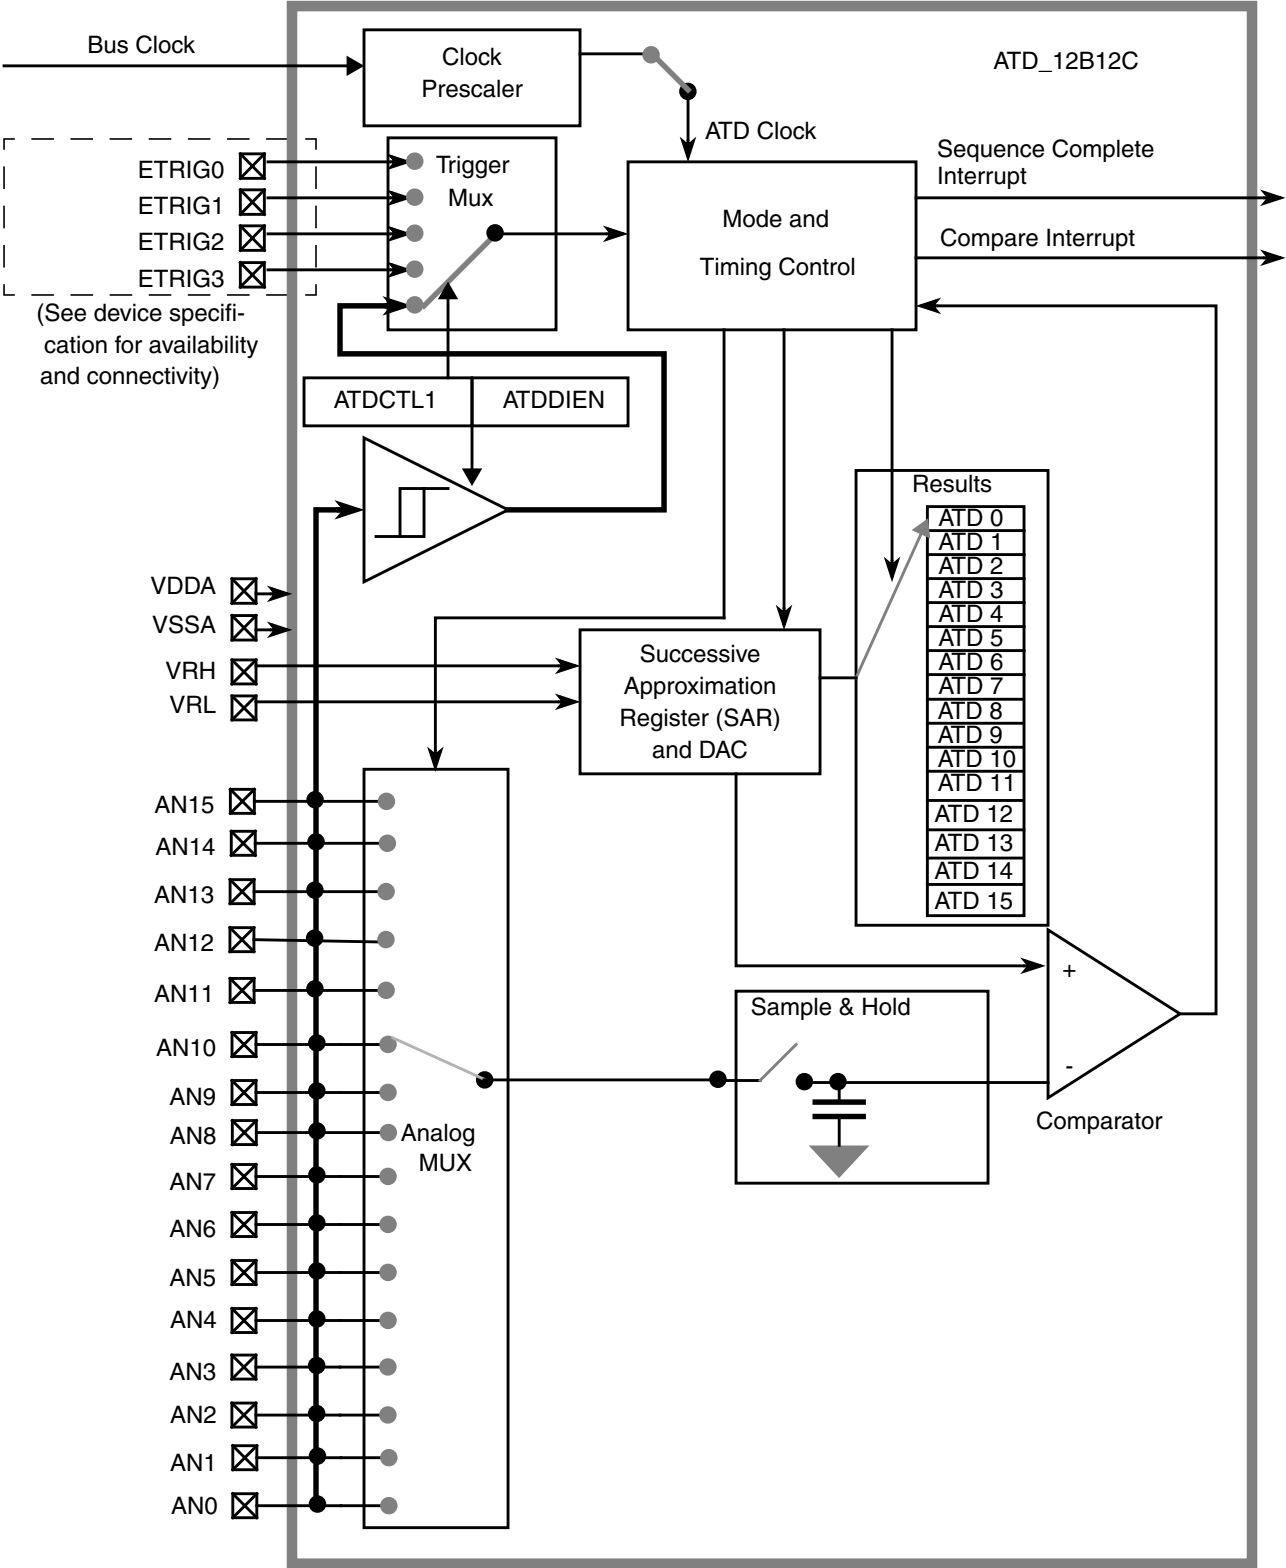 Bus Clock
Clock
Prescaler
ATD_12B12C
ATD Clock
ETRIG0
ETRIG1
ETRIG2
ETRIG3
(See device specifi-
cation for availability
and connectivity)
Trigger
Mux
Mode and
Timing Control
Sequence Complete
Interrupt
Compare Interrupt
ATDCTL1
ATDDIEN
Results
ATD 0
ATD 1
ATD 2
ATD 3
ATD 4
ATD 5
ATD 6
ATD 7
ATD 8
ATD 9
ATD 10
ATD 11
ATD 12
ATD 13
ATD 14
ATD 15
VDDA
VSSA
VRH
VRL
Successive
Approximation
Register (SAR)
and DAC
AN15
AN14
AN13
AN12
AN11
AN10
AN9
AN8
AN7
AN6
AN5
AN4
AN3
AN2
AN1
AN0
Analog
MUX
Sample & Hold
+
-
Comparator